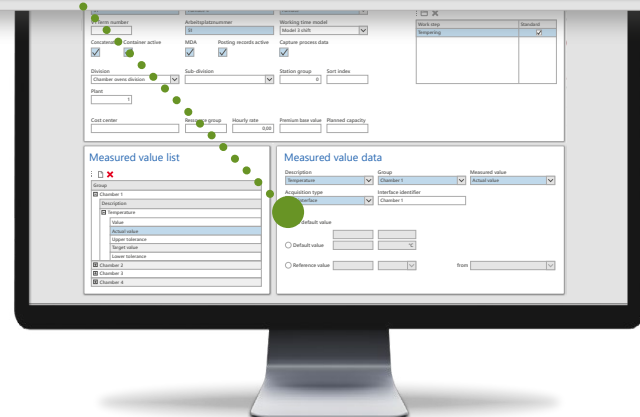 Term number Arbeitsplatznummer Working time model
51 Model 3 shift
Work step Standard
Tempering
Container active MDA Posting records active Capture process data
Division Sub-division Station group Sort index
Chamber ovens division 0
Plant
1
Cost center group Hourly rate Premium base value Planned capacity
0,00
Measured value list
Group
Chamber 1
Description
Temperature
Value
Actual value
Upper tolerance
Target value
Lower tolerance
Chamber 2
Chamber 3
Chamber 4
Measured value data
Description Group Measured value
Temperature Chamber 1 Actual value
Acquisition type Interface identifier
Interface Chamber 1
default value
Default value °C
Reference value from